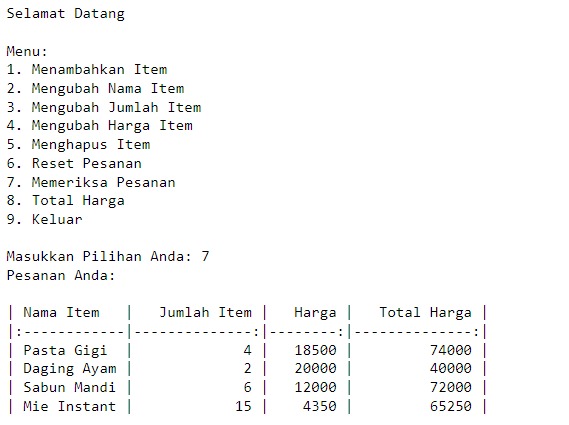 Selamat Datang
Menu:
1. Menambahkan Item
2. Mengubah Nama Item
3. Mengubah Jumlah Item
4. Mengubah Harga Item
5. Menghapus Item
6. Reset Pesanan
7. Memeriksa Pesanan
8. Total Harga
9. Keluar
Masukkan Pilihan Anda: 7
Pesanan Anda:
| Nama Item   |   Jumlah Item |   Harga |   Total Harga |
|:------------|--------------:|--------:|--------------:|
| Pasta Gigi  |             4 |   18500 |         74000 |
| Daging Ayam |             2 |   20000 |         40000 |
| Sabun Mandi |             6 |   12000 |         72000 |
| Mie Instant |            15 |    4350 |         65250 |